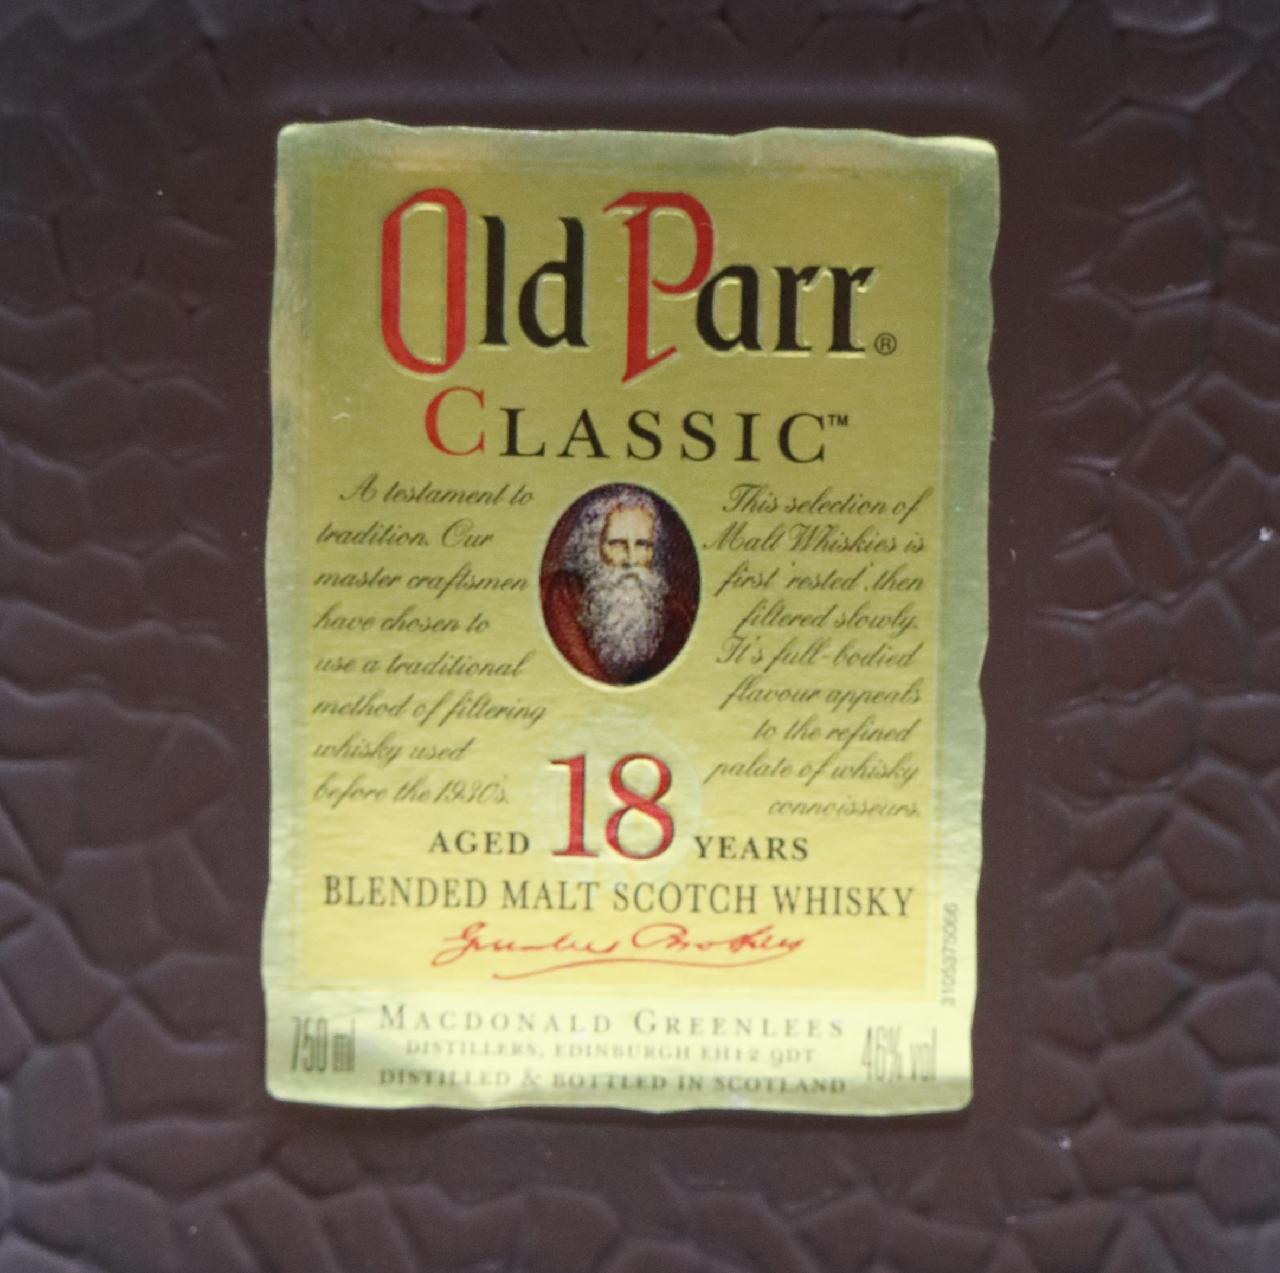 Old Parr®
CLASSIC™
A testament to
tradition. Our
master craftsmen
have chosen to
use a traditional
method of filtering
whisky used
before the 1930's.
This selection of
Malt Whiskies is
first 'rested', then
filtered slowly.
It's full-bodied
flavour appeals
to the refined
palate of whisky
connoisseurs.
AGED 18 YEARS
BLENDED MALT SCOTCH WHISKY
Greenlees Brothers
3105375066
750 ml
MACDONALD GREENLEES
DISTILLERS, EDINBURGH EH12 9DT
DISTILLED & BOTTLED IN SCOTLAND
46% vol